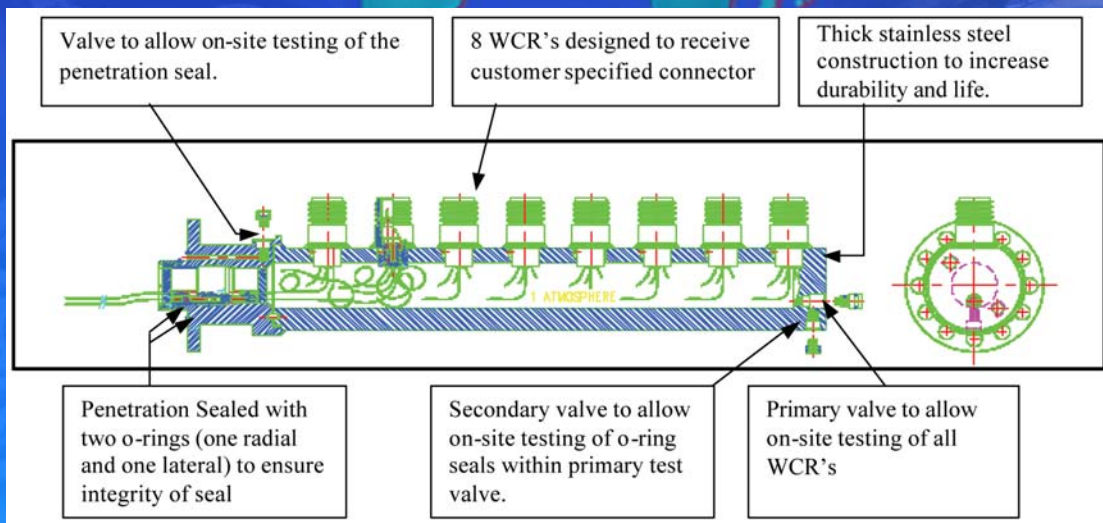 Valve to allow on-site testing of the
penetration seal.
8 WCR's designed to receive
customer specified connector
Thick stainless steel
construction to increase
durability and life.
1 ATMOSPHERE
Penetration Sealed with
two o-rings (one radial
and one lateral) to ensure
integrity of seal
Secondary valve to allow
on-site testing of o-ring
seals within primary test
valve.
Primary valve to allow
on-site testing of all
WCR's